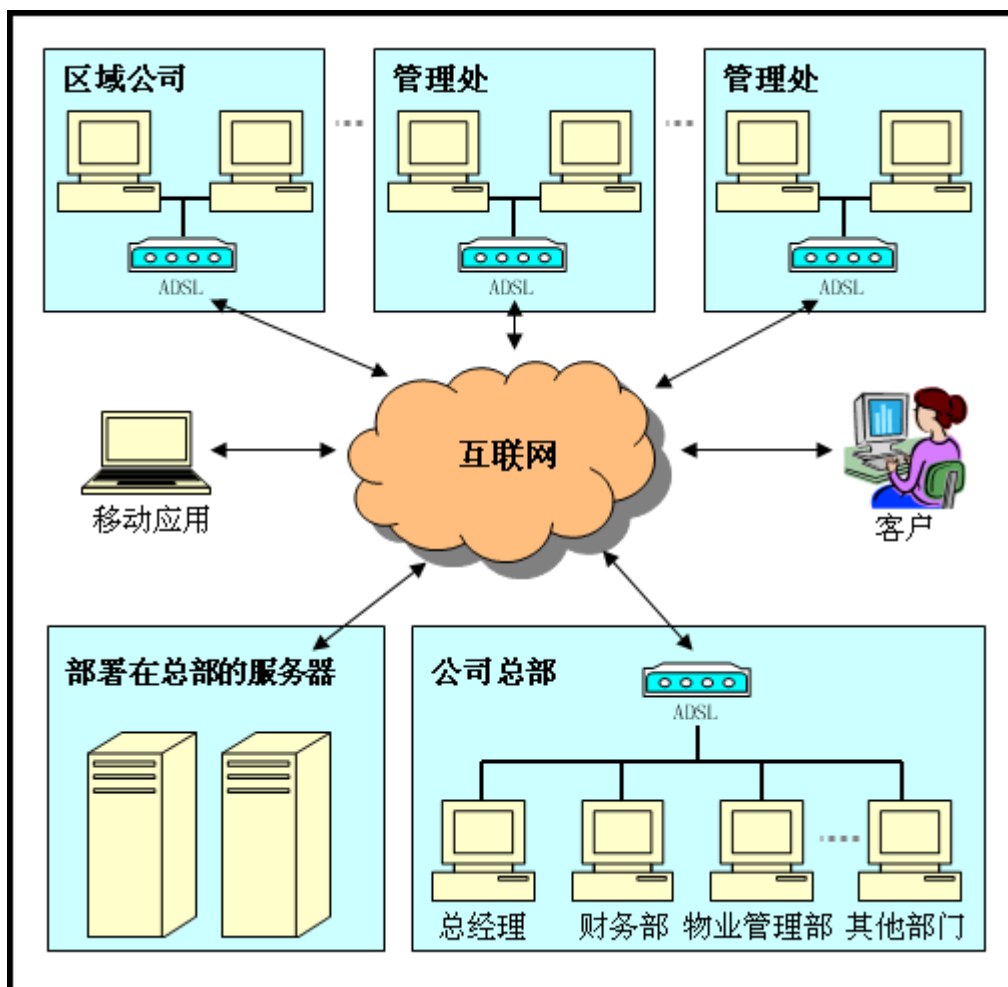 区域公司
管理处
管理处
ADSL
ADSL
ADSL
互联网
移动应用
客户
部署在总部的服务器
公司总部
ADSL
总经理
财务部
物业管理部
其他部门